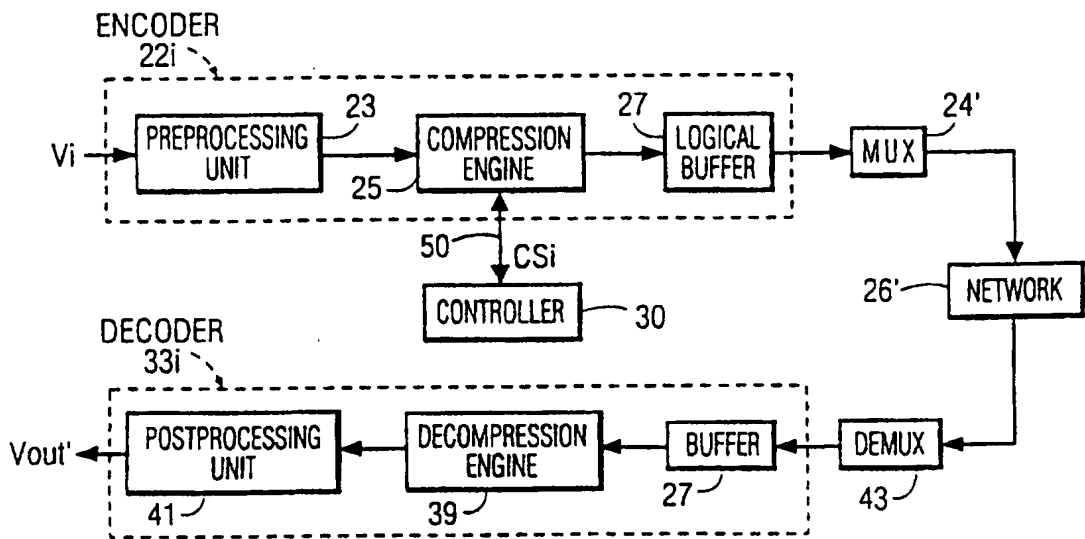 ENCODER
22i
Vi
PREPROCESSING
UNIT
23
COMPRESSION
ENGINE
25
27
LOGICAL
BUFFER
24'
MUX
50
CSi
CONTROLLER
30
26'
NETWORK
DECODER
33i
Vout'
POSTPROCESSING
UNIT
41
DECOMPRESSION
ENGINE
39
BUFFER
27
DEMUX
43